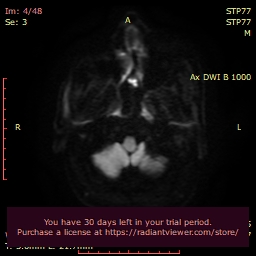 Im: 4/48
Se: 3
STP77
STP77
M
A
Ax DWI B 1000
R
L
You have 30 days left in your trial period.
Purchase a license at https://radiantviewer.com/store/